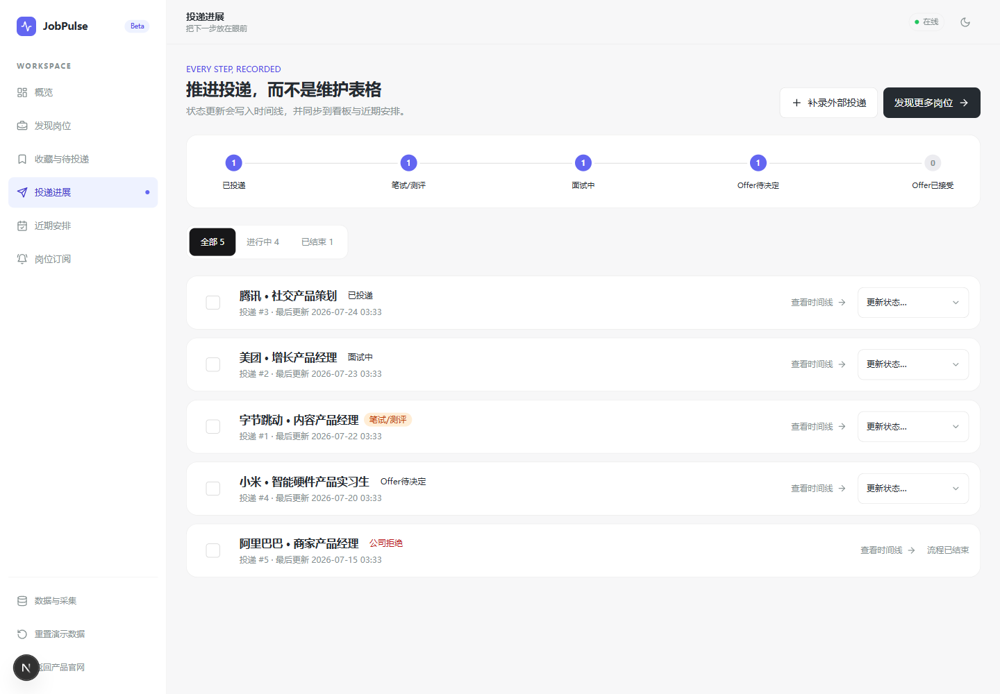 JobPulse
Beta
WORKSPACE
概览
发现岗位
收藏与待投递
投递进展
近期安排
岗位订阅
数据与采集
重置演示数据
返回产品官网
N
投递进展
把下一步放在眼前
在线
EVERY STEP, RECORDED
推进投递，而不是维护表格
状态更新会写入时间线，并同步到看板与近期安排。
补录外部投递
发现更多岗位
1
已投递
1
笔试/测评
1
面试中
1
Offer待决定
0
Offer已接受
全部 5
进行中 4
已结束 1
腾讯 • 社交产品策划 已投递
投递 #3 · 最后更新 2026-07-24 03:33
查看时间线
更新状态...
美团 • 增长产品经理 面试中
投递 #2 · 最后更新 2026-07-23 03:33
查看时间线
更新状态...
字节跳动 • 内容产品经理 笔试/测评
投递 #1 · 最后更新 2026-07-22 03:33
查看时间线
更新状态...
小米 • 智能硬件产品实习生 Offer待决定
投递 #4 · 最后更新 2026-07-20 03:33
查看时间线
更新状态...
阿里巴巴 • 商家产品经理 公司拒绝
投递 #5 · 最后更新 2026-07-15 03:33
查看时间线
流程已结束